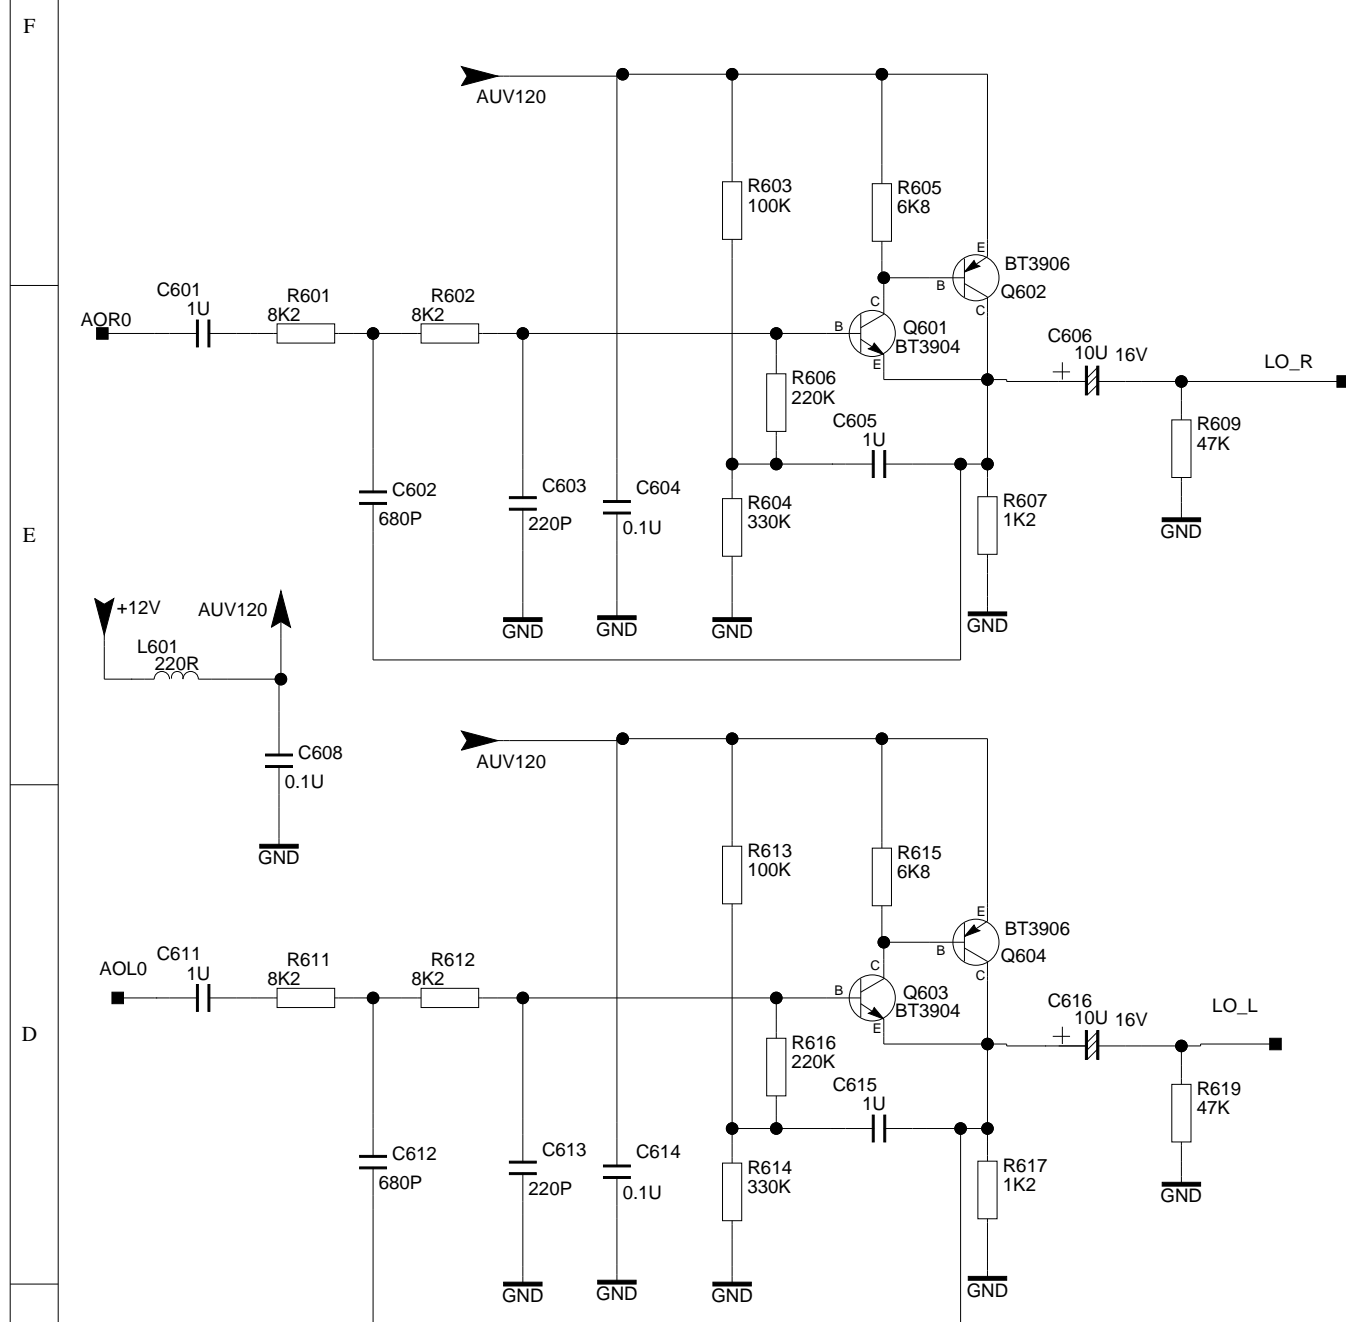 F
AUV120
R603
100K
R605
6K8
E
BT3906
B
Q602
C
C601
1U
R601
8K2
R602
8K2
AOR0
C
B
Q601
BT3904
E
C606
10U 16V
LO_R
R606
220K
C605
1U
R609
47K
C602
680P
C603
220P
C604
0.1U
R604
330K
R607
1K2
GND
E
GND
GND
GND
GND
+12V
AUV120
L601
220R
C608
0.1U
GND
AUV120
R613
100K
R615
6K8
E
BT3906
B
Q604
C
C611
1U
R611
8K2
R612
8K2
AOL0
C
B
Q603
BT3904
E
C616
10U 16V
LO_L
D
R616
220K
C615
1U
R619
47K
C612
680P
C613
220P
C614
0.1U
R614
330K
R617
1K2
GND
GND
GND
GND
GND